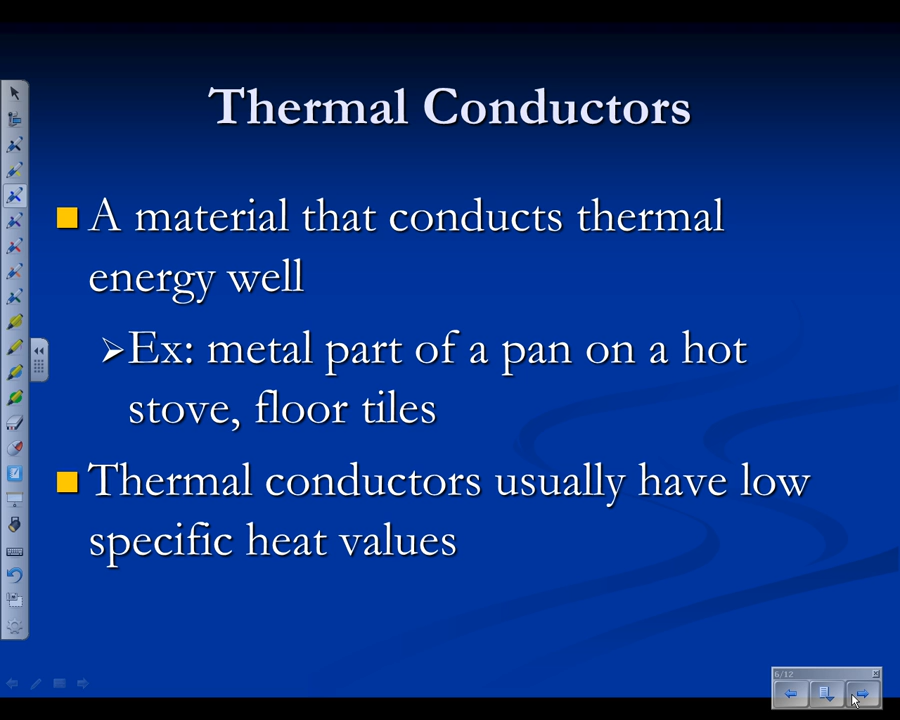 Thermal Conductors
A material that conducts thermal
energy well
Ex: metal part of a pan on a hot
stove, floor tiles
Thermal conductors usually have low
specific heat values
6/12